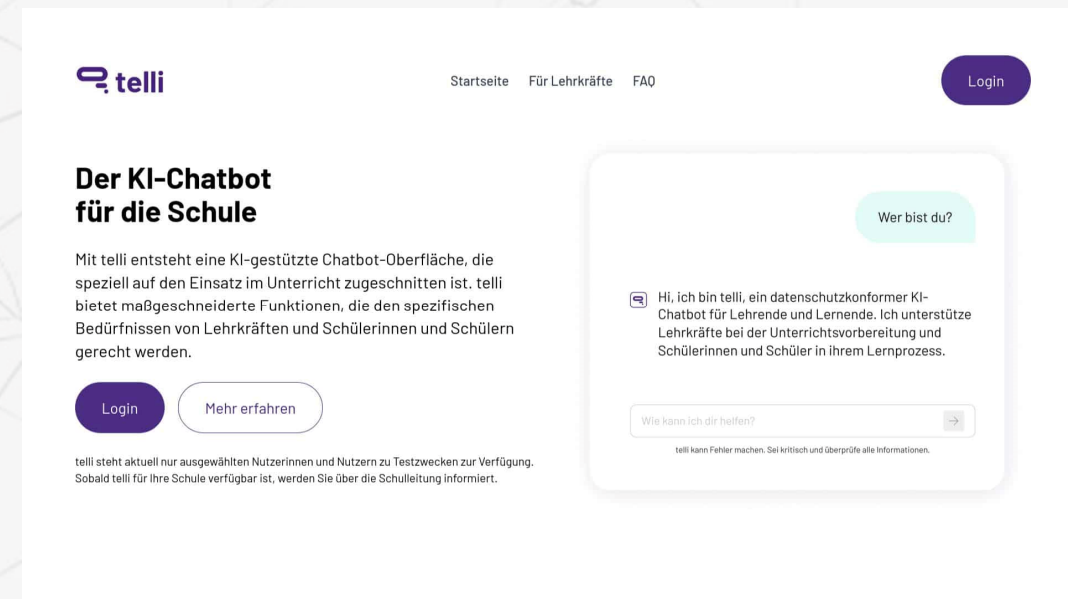 telli
Startseite
Für Lehrkräfte
FAQ
Login
Der KI-Chatbot
für die Schule
Mit telli entsteht eine KI-gestützte Chatbot-Oberfläche, die
speziell auf den Einsatz im Unterricht zugeschnitten ist. telli
bietet maßgeschneiderte Funktionen, die den spezifischen
Bedürfnissen von Lehrkräften und Schülerinnen und Schülern
gerecht werden.
Login
Mehr erfahren
telli steht aktuell nur ausgewählten Nutzerinnen und Nutzern zu Testzwecken zur Verfügung.
Sobald telli für Ihre Schule verfügbar ist, werden Sie über die Schulleitung informiert.
Wer bist du?
Hi, ich bin telli, ein datenschutzkonformer KI-
Chatbot für Lehrende und Lernende. Ich unterstütze
Lehrkräfte bei der Unterrichtsvorbereitung und
Schülerinnen und Schüler in ihrem Lernprozess.
Wie kann ich dir helfen?
telli kann Fehler machen. Sei kritisch und überprüfe alle Informationen.